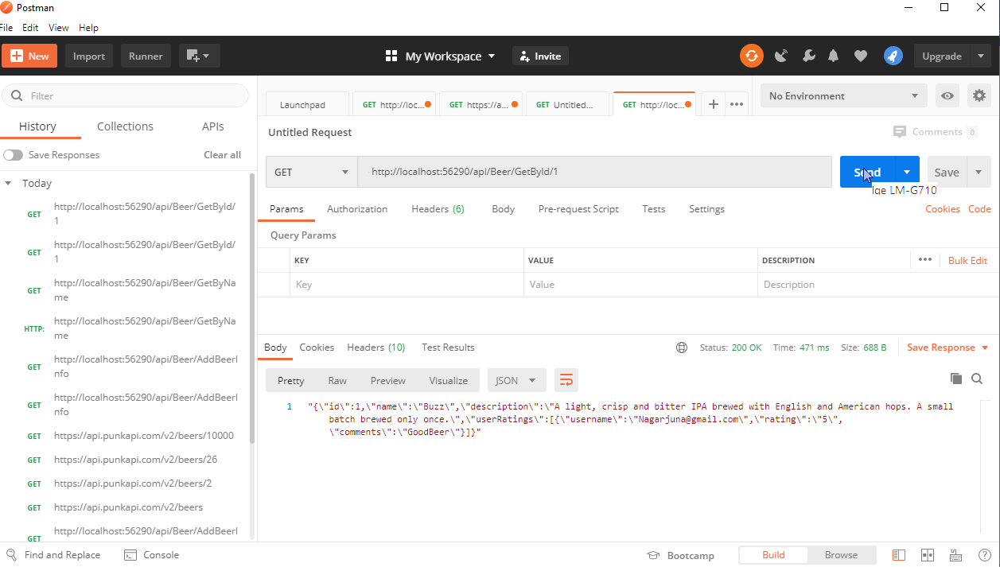 Postman
File Edit View Help
New Import Runner My Workspace Invite Upgrade
Filter
History Collections APIs
Save Responses Clear all
Today
GET http://localhost:56290/api/Beer/GetById/
1
GET http://localhost:56290/api/Beer/GetById/
1
GET http://localhost:56290/api/Beer/GetByNa
me
HTTP: http://localhost:56290/api/Beer/GetByNa
me
GET http://localhost:56290/api/Beer/AddBeerI
nfo
GET http://localhost:56290/api/Beer/AddBeerI
nfo
GET https://api.punkapi.com/v2/beers/10000
GET https://api.punkapi.com/v2/beers/26
GET https://api.punkapi.com/v2/beers/2
GET https://api.punkapi.com/v2/beers
GET http://localhost:56290/api/Beer/AddBeerI
Launchpad GET http://loc... GET https://a... GET Untitled... GET http://loc... + ••• No Environment
Untitled Request Comments 0
GET http://localhost:56290/api/Beer/GetById/1 Send Save
lge LM-G710
Params Authorization Headers (6) Body Pre-request Script Tests Settings Cookies Code
Query Params
KEY VALUE DESCRIPTION ••• Bulk Edit
Key Value Description
Body Cookies Headers (10) Test Results Status: 200 OK Time: 471 ms Size: 688 B Save Response
Pretty Raw Preview Visualize JSON
1 "{\"id\":1,\"name\":\"Buzz\",\"description\":\"A light, crisp and bitter IPA brewed with English and American hops. A small
batch brewed only once.\",\"userRatings\":[{\"username\":\"Nagarjuna@gmail.com\",\"rating\":\"5\",
\"comments\":\"GoodBeer\"}]}"
Find and Replace Console Bootcamp Build Browse ?